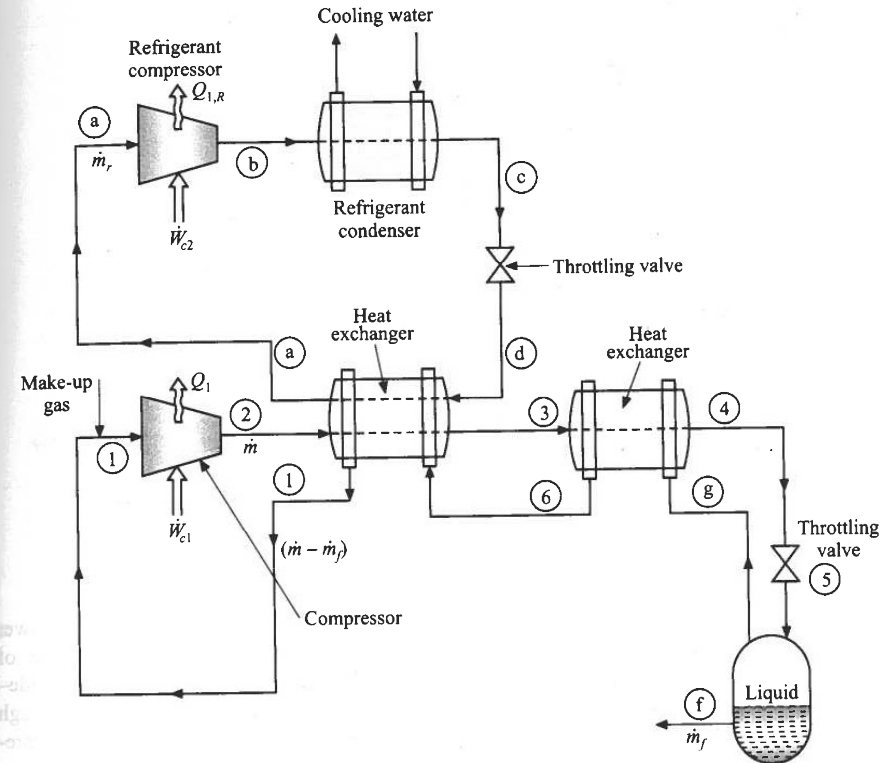 Cooling water
Refrigerant
compressor
Q1,R
a
ṁr
b
Ẇc2
Refrigerant
condenser
c
Throttling valve
Heat
exchanger
a
d
Heat
exchanger
Make-up
gas
Q1
2
3
4
1
ṁ
1
6
g
Ẇc1
(ṁ – ṁf)
Throttling
valve
5
Compressor
Liquid
f
ṁf